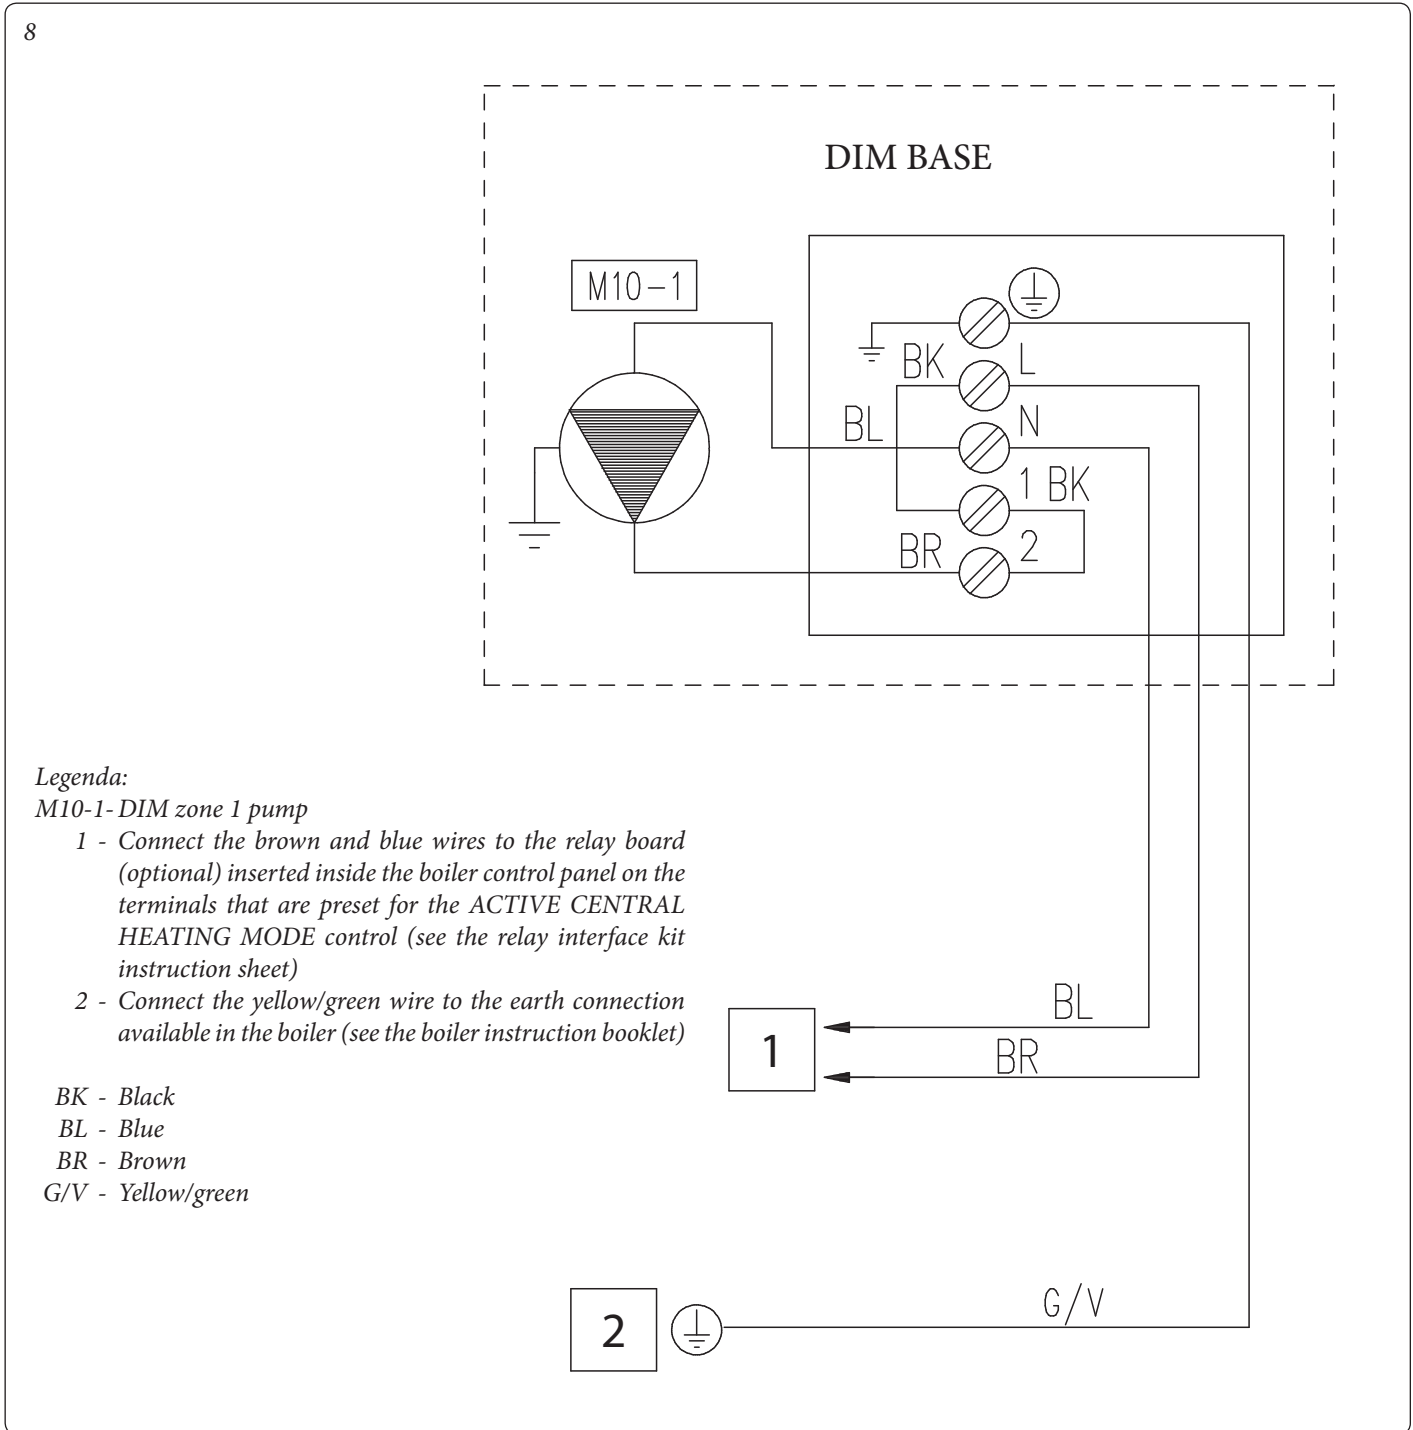 8
DIM BASE
M10-1
BK
L
BL
N
1 BK
BR
2
Legenda:
M10-1- DIM zone 1 pump
1 - Connect the brown and blue wires to the relay board
(optional) inserted inside the boiler control panel on the
terminals that are preset for the ACTIVE CENTRAL
HEATING MODE control (see the relay interface kit
instruction sheet)
2 - Connect the yellow/green wire to the earth connection
available in the boiler (see the boiler instruction booklet)
BK - Black
BL - Blue
BR - Brown
G/V - Yellow/green
BL
1
BR
G/V
2